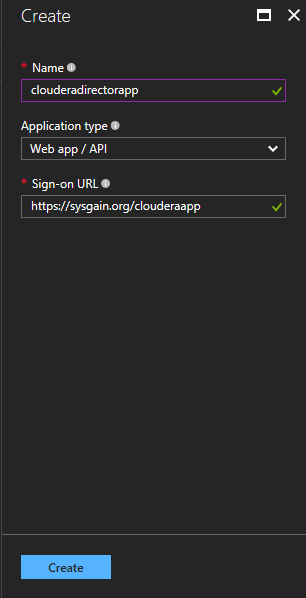 Create
* Name
clouderadirectorapp
Application type
Web app / API
* Sign-on URL
https://sysgain.org/clouderaapp
Create